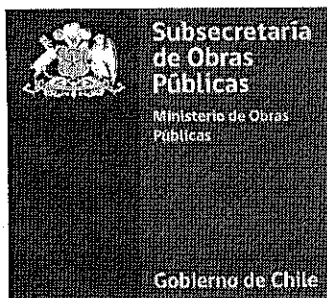 Subsecretaría
de Obras
Públicas
Ministerio de Obras
Públicas
Gobierno de Chile